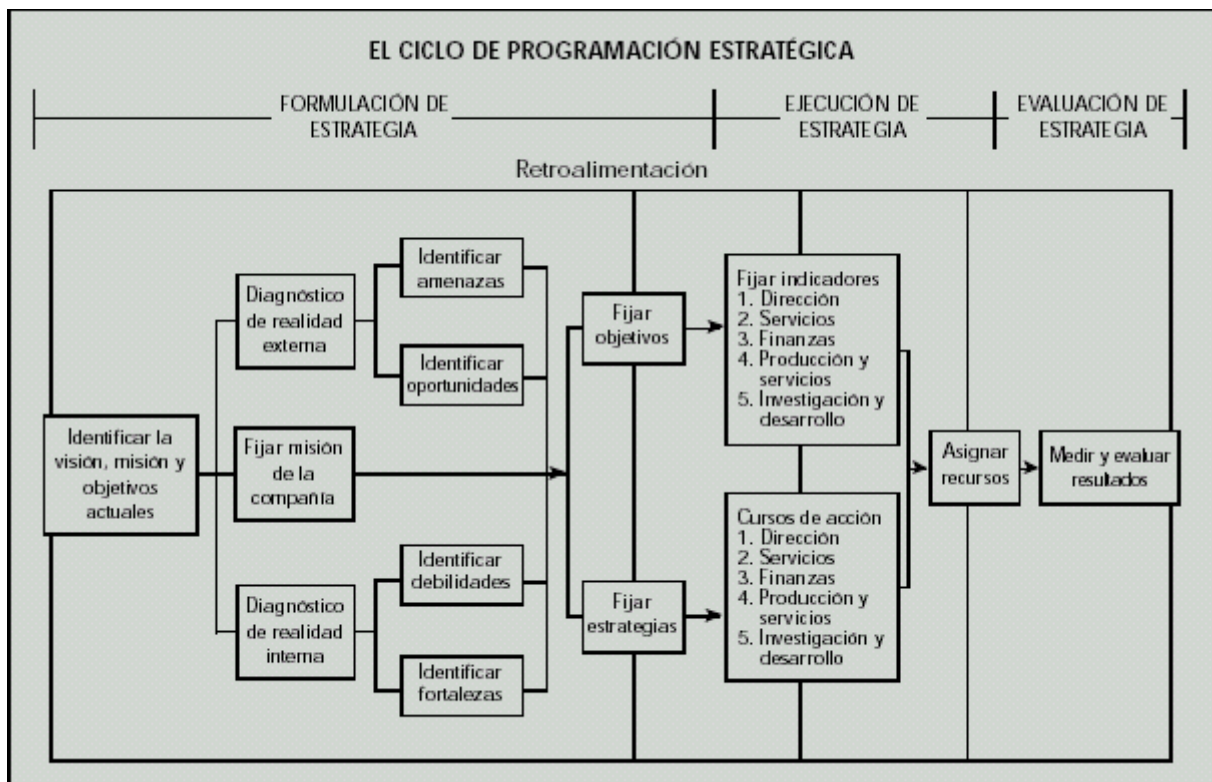 EL CICLO DE PROGRAMACIÓN ESTRATÉGICA
FORMULACIÓN DE
ESTRATEGIA
EJECUCIÓN DE
ESTRATEGIA
EVALUACIÓN DE
ESTRATEGIA
Retroalimentación
Identificar la
visión, misión y
objetivos
actuales
Diagnóstico
de realidad
externa
Fijar misión
de la
compañía
Diagnóstico
de realidad
interna
Identificar
amenazas
Identificar
oportunidades
Identificar
debilidades
Identificar
fortalezas
Fijar
objetivos
Fijar
estrategias
Fijar indicadores
1. Dirección
2. Servicios
3. Finanzas
4. Producción y
servicios
5. Investigación y
desarrollo
Cursos de acción
1. Dirección
2. Servicios
3. Finanzas
4. Producción y
servicios
5. Investigación y
desarrollo
Asignar
recursos
Medir y evaluar
resultados